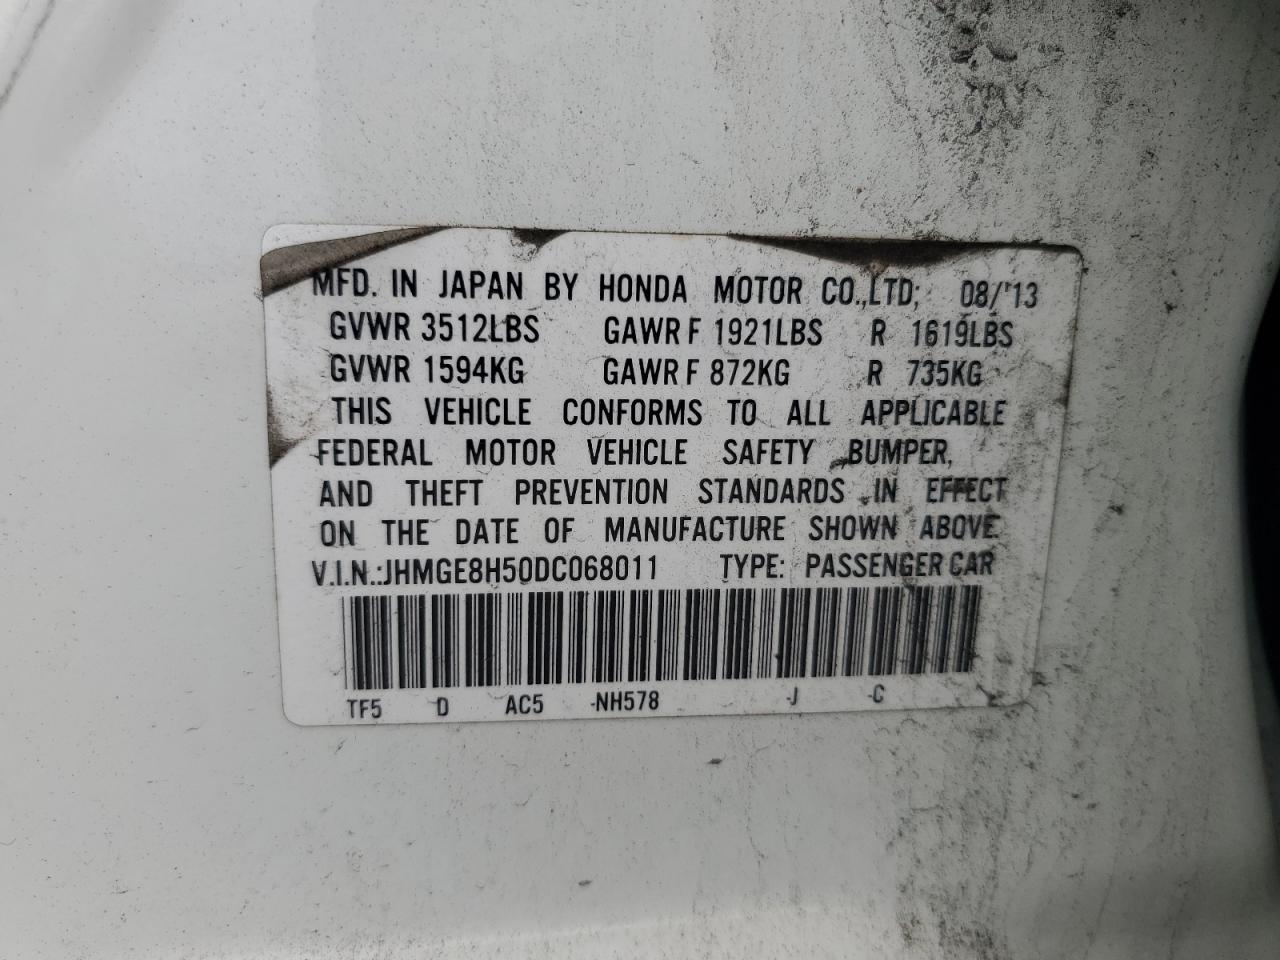 MFD. IN JAPAN BY HONDA MOTOR CO.,LTD; 08/'13
GVWR 3512LBS GAWR F 1921LBS R 1619LBS
GVWR 1594KG GAWR F 872KG R 735KG
THIS VEHICLE CONFORMS TO ALL APPLICABLE
FEDERAL MOTOR VEHICLE SAFETY BUMPER,
AND THEFT PREVENTION STANDARDS IN EFFECT
ON THE DATE OF MANUFACTURE SHOWN ABOVE.
V.I.N.:JHMGE8H50DC068011 TYPE: PASSENGER CAR
TF5 D AC5 -NH578 -J -C